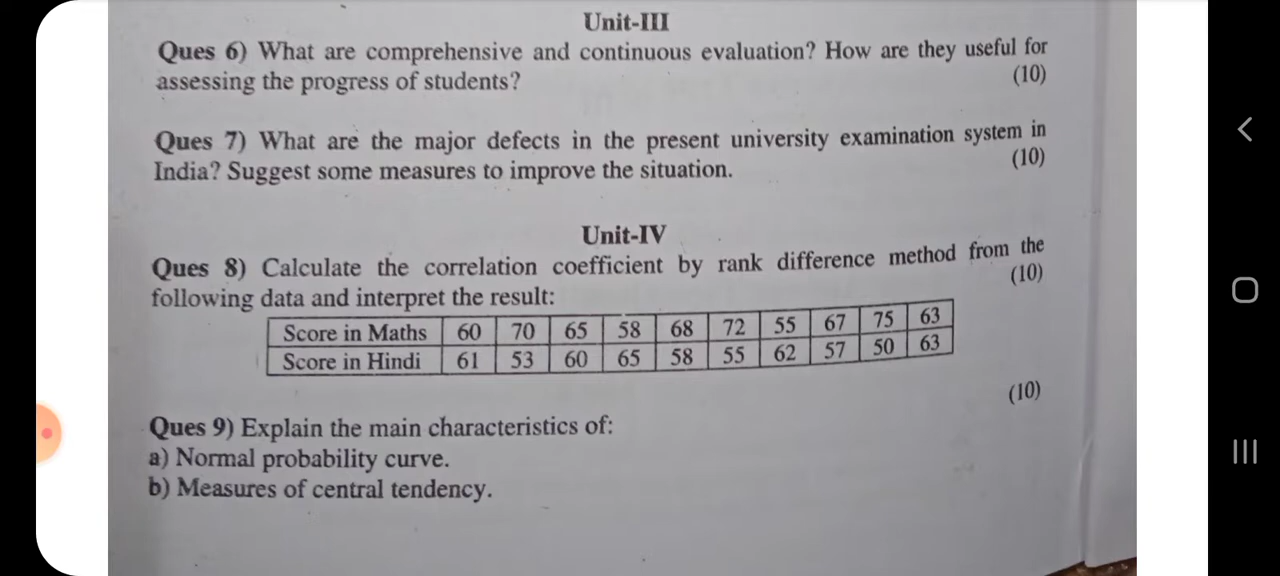 Unit-III
Ques 6) What are comprehensive and continuous evaluation? How are they useful for
assessing the progress of students? (10)
Ques 7) What are the major defects in the present university examination system in
India? Suggest some measures to improve the situation. (10)
Unit-IV
Ques 8) Calculate the correlation coefficient by rank difference method from the
following data and interpret the result: (10)
Score in Maths 60 70 65 58 68 72 55 67 75 63
Score in Hindi 61 53 60 65 58 55 62 57 50 63
(10)
Ques 9) Explain the main characteristics of:
a) Normal probability curve.
b) Measures of central tendency.